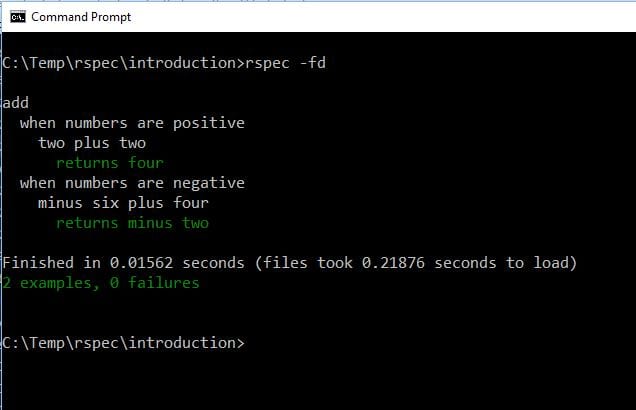 Command Prompt
C:\Temp\rspec\introduction>rspec -fd
add
when numbers are positive
two plus two
returns four
when numbers are negative
minus six plus four
returns minus two
Finished in 0.01562 seconds (files took 0.21876 seconds to load)
2 examples, 0 failures
C:\Temp\rspec\introduction>